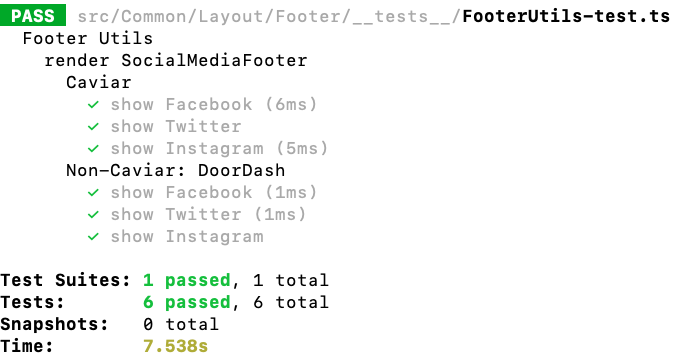 PASS src/Common/Layout/Footer/__tests__/FooterUtils-test.ts
Footer Utils
render SocialMediaFooter
Caviar
✓ show Facebook (6ms)
✓ show Twitter
✓ show Instagram (5ms)
Non-Caviar: DoorDash
✓ show Facebook (1ms)
✓ show Twitter (1ms)
✓ show Instagram
Test Suites: 1 passed, 1 total
Tests: 6 passed, 6 total
Snapshots: 0 total
Time: 7.538s